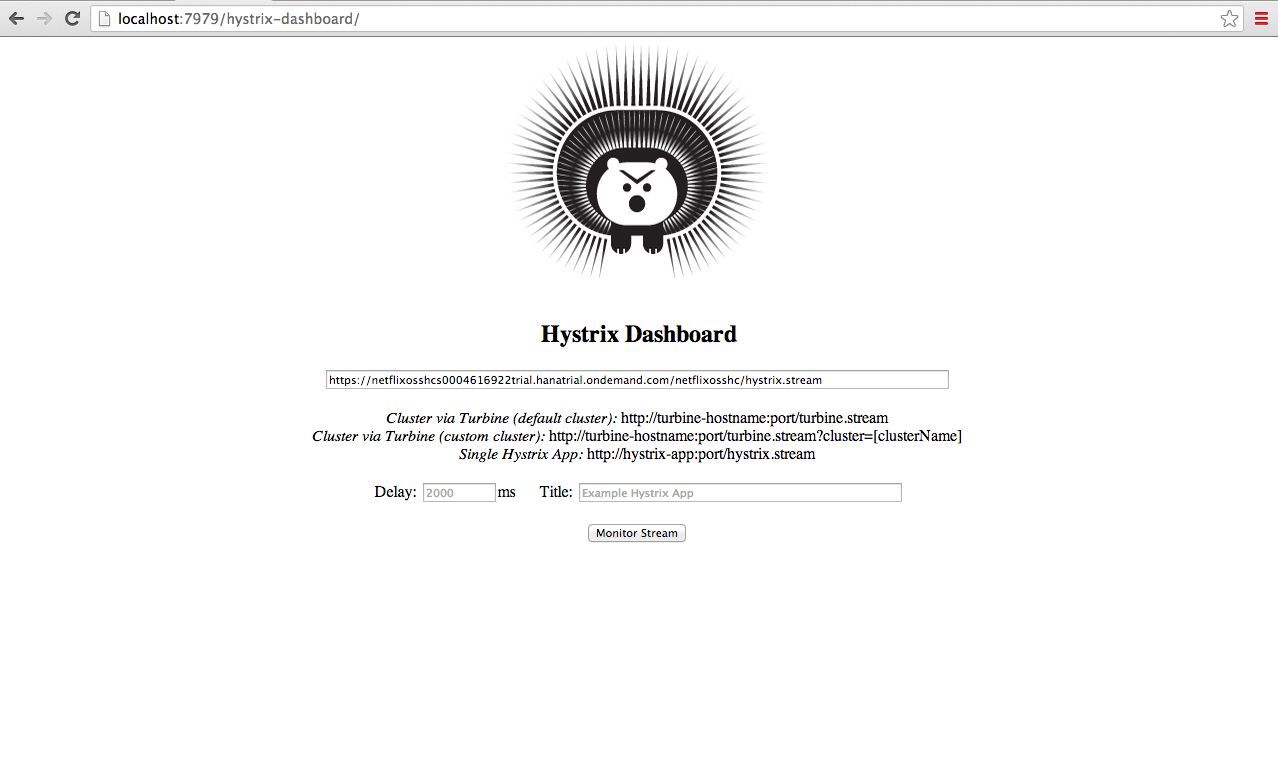 localhost:7979/hystrix-dashboard/
Hystrix Dashboard
https://netflixosshcs0004616922trial.hanatrial.ondemand.com/netflixosshc/hystrix.stream
Cluster via Turbine (default cluster): http://turbine-hostname:port/turbine.stream
Cluster via Turbine (custom cluster): http://turbine-hostname:port/turbine.stream?cluster=[clusterName]
Single Hystrix App: http://hystrix-app:port/hystrix.stream
Delay: 2000 ms Title: Example Hystrix App
Monitor Stream